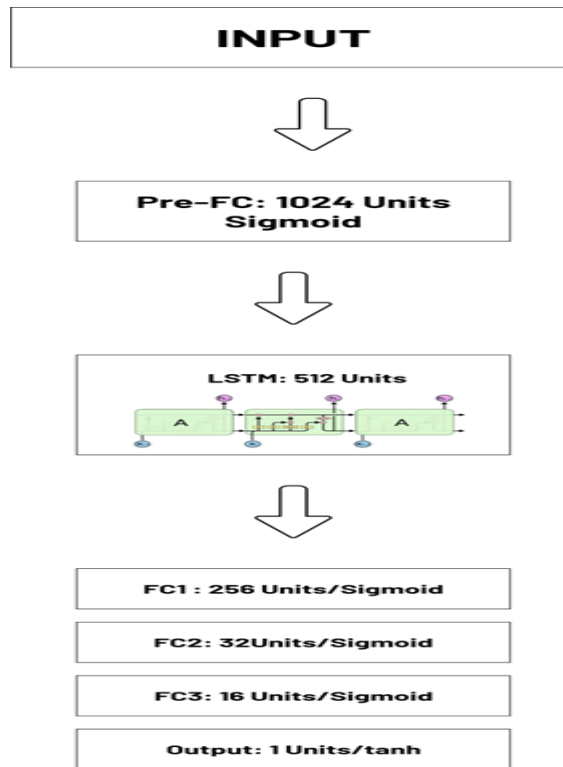 INPUT
Pre-FC: 1024 Units
Sigmoid
LSTM: 512 Units
A
A
FC1 : 256 Units/Sigmoid
FC2: 32Units/Sigmoid
FC3: 16 Units/Sigmoid
Output: 1 Units/tanh